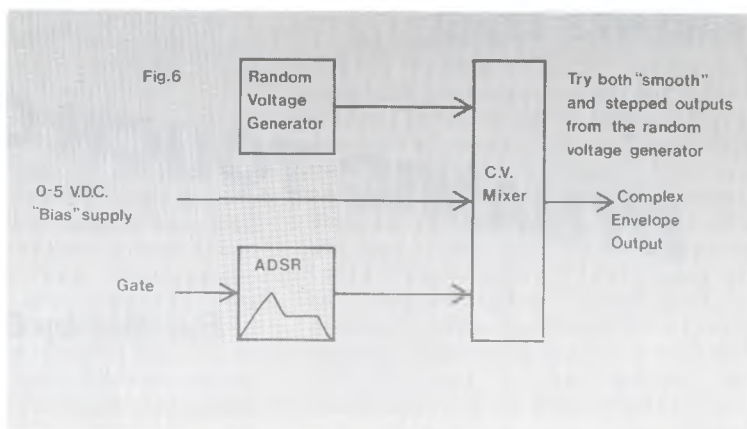 Fig.6
Random
Voltage
Generator
Try both "smooth"
and stepped outputs
from the random
voltage generator
C.V.
Mixer
0-5 V.D.C.
"Bias" supply
Complex
Envelope
Output
Gate
ADSR